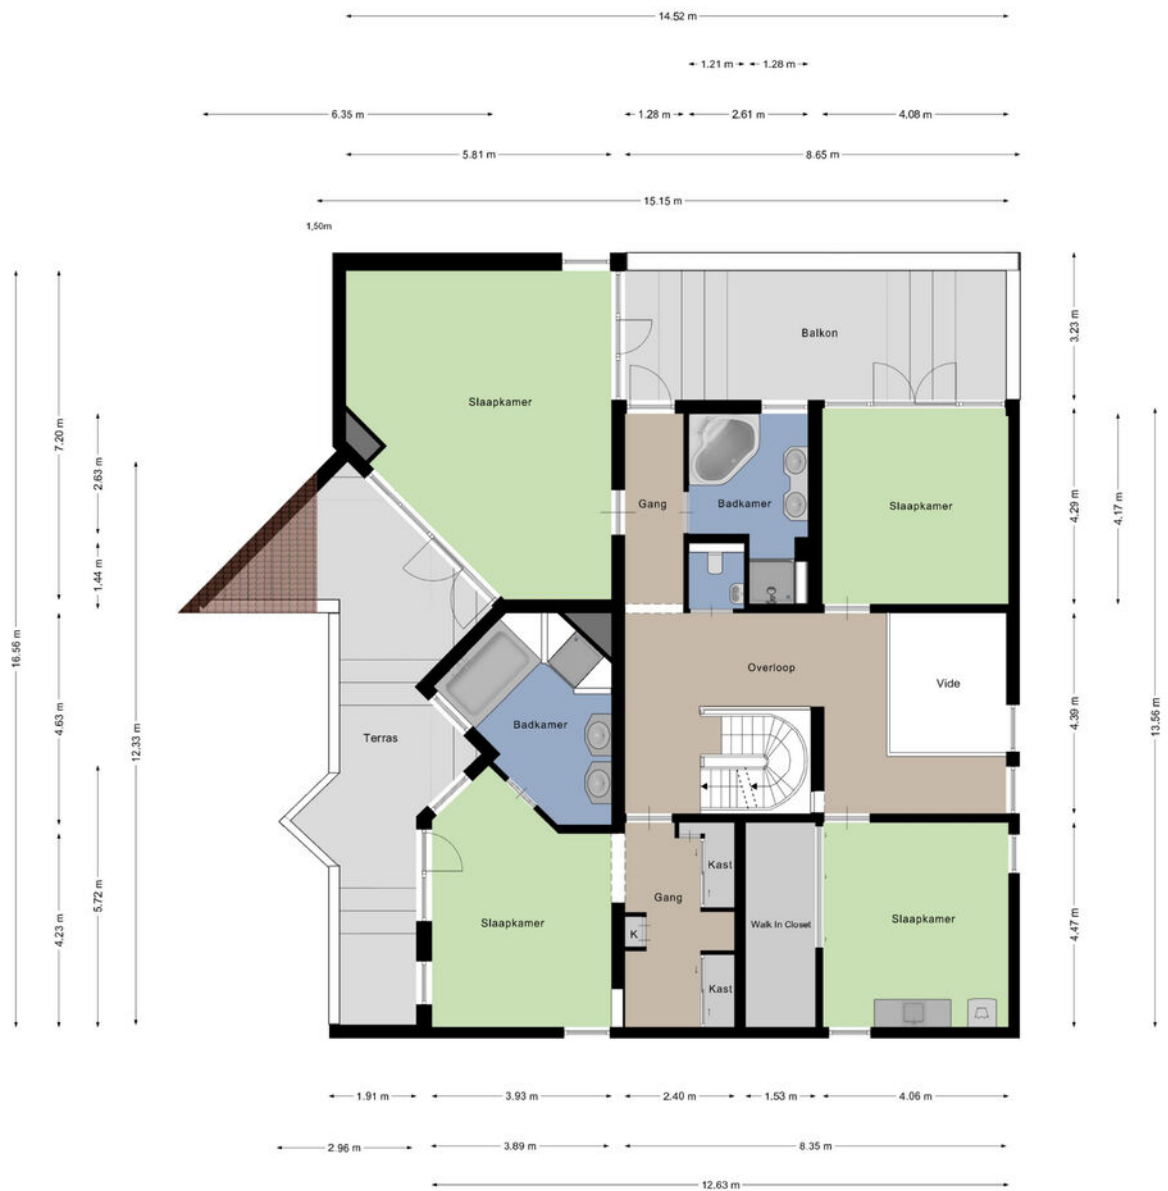 14.52 m
1.21 m
1.28 m
6.35 m
1.28 m
2.61 m
4.08 m
5.81 m
8.65 m
15.15 m
1,50m
Balkon
3.23 m
Slaapkamer
7.20 m
2.63 m
Gang
Badkamer
Slaapkamer
4.29 m
4.17 m
1.44 m
16.56 m
4.63 m
12.33 m
Overloop
Vide
Badkamer
Terras
4.39 m
13.56 m
5.72 m
4.23 m
Slaapkamer
Kast
Gang
K
Kast
Walk In Closet
Slaapkamer
4.47 m
1.91 m
3.93 m
2.40 m
1.53 m
4.06 m
2.96 m
3.89 m
8.35 m
12.63 m